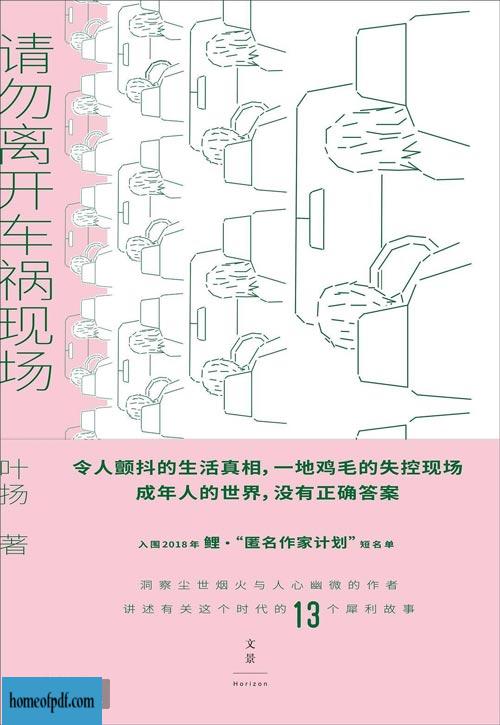 请勿离开车祸现场
叶扬 著
令人颤抖的生活真相，一地鸡毛的失控现场
成年人的世界，没有正确答案
入围2018年 鲤·“匿名作家计划” 短名单
洞察尘世烟火与人心幽微的作者
讲述有关这个时代的13个犀利故事
文景
Horizon
homeofpdf.com